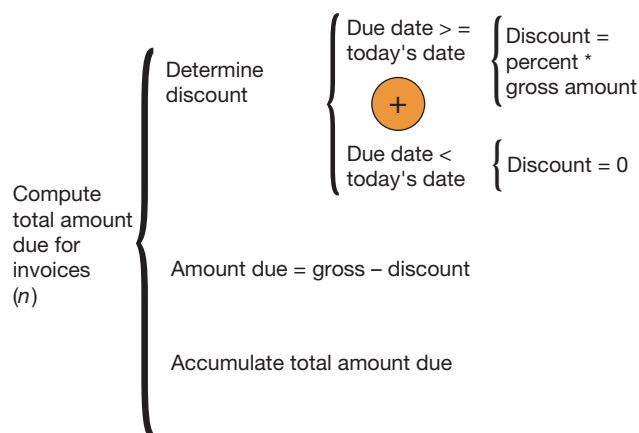 Compute
total amount
due for
invoices
(n)
Determine
discount
Due date > =
today's date
+
Due date <
today's date
Discount =
percent *
gross amount
Discount = 0
Amount due = gross – discount
Accumulate total amount due